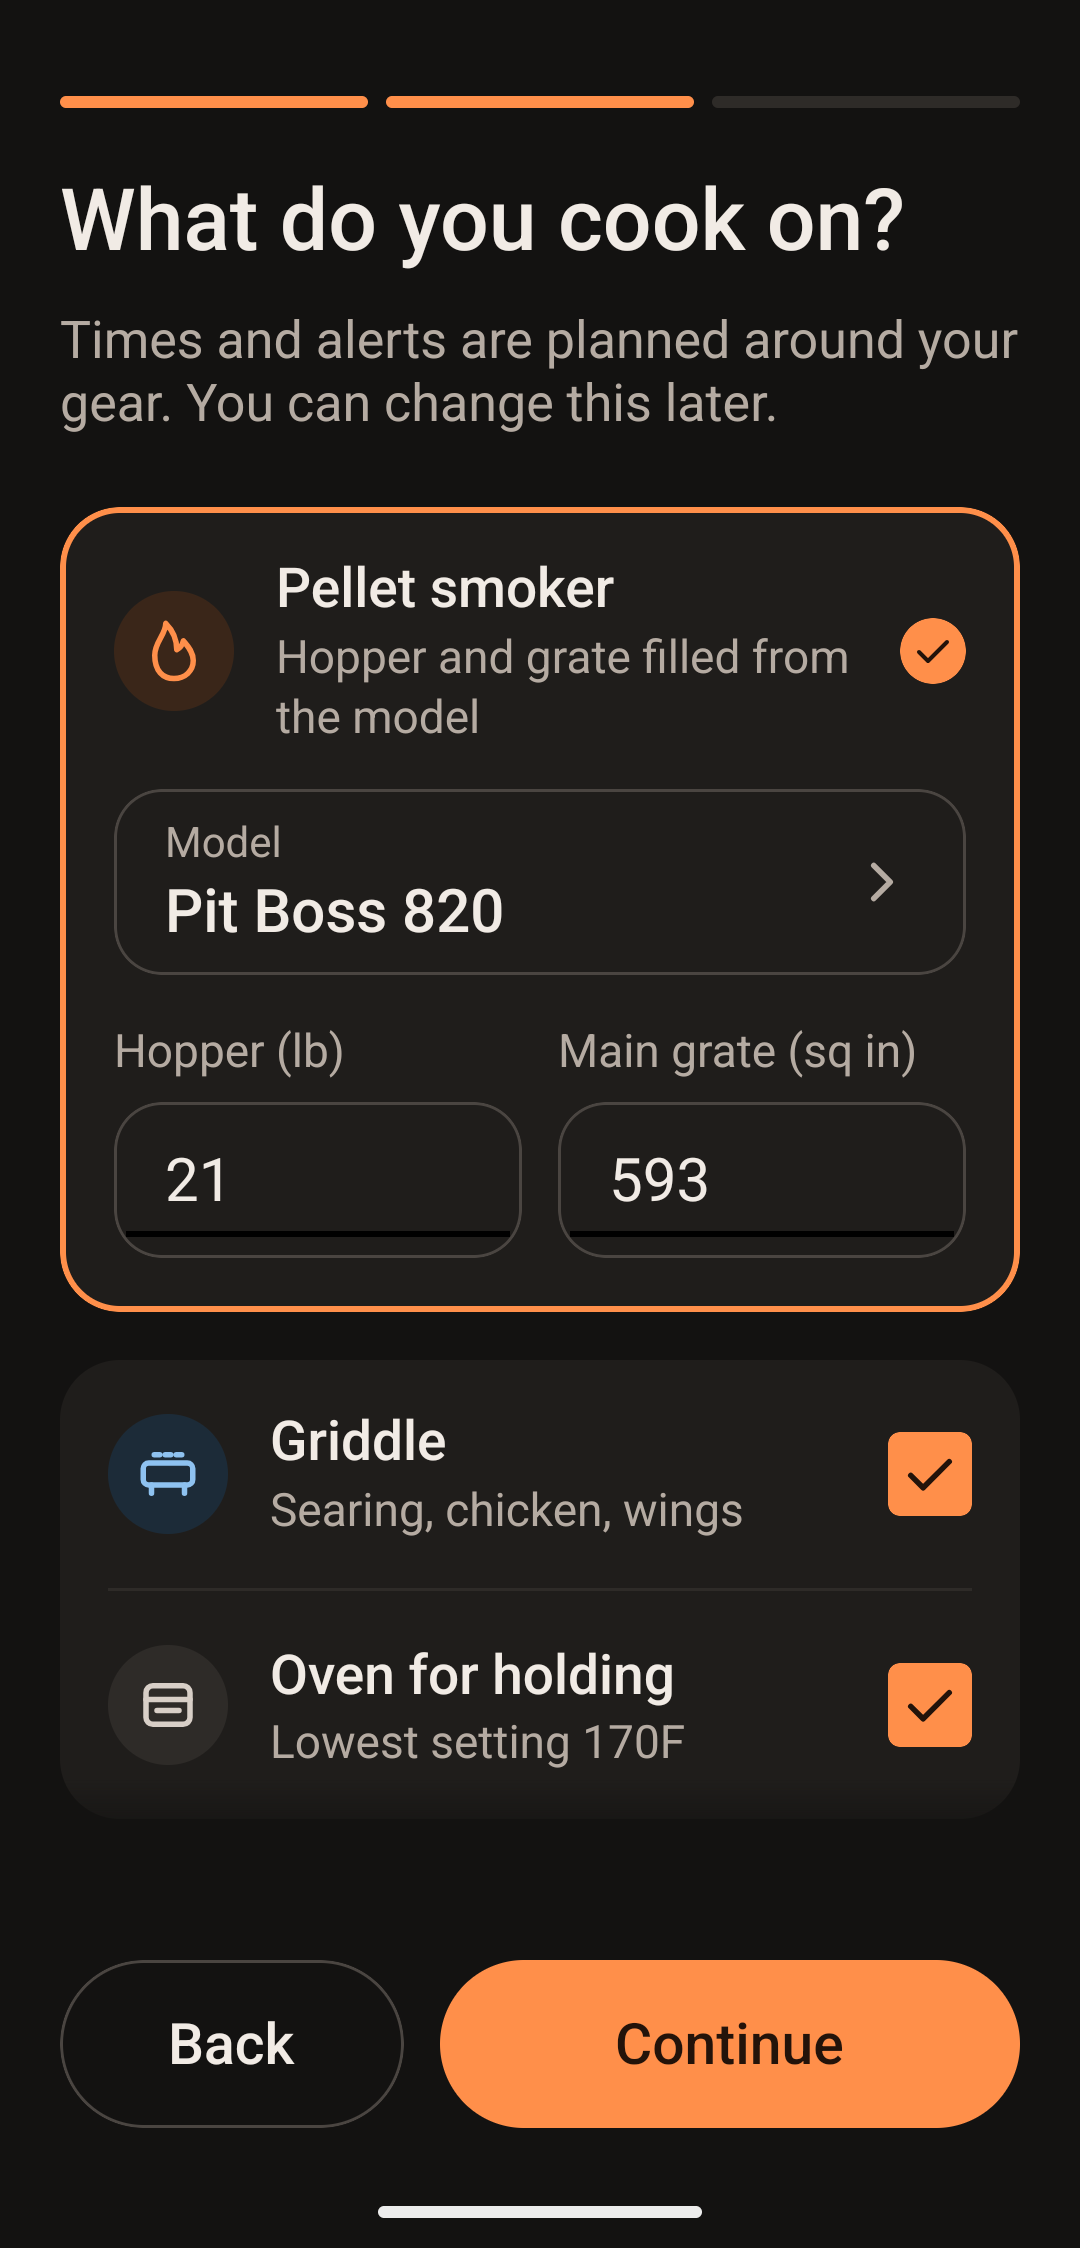 What do you cook on?
Times and alerts are planned around your
gear. You can change this later.
Pellet smoker
Hopper and grate filled from
the model
Model
Pit Boss 820
Hopper (lb)
Main grate (sq in)
21
593
Griddle
Searing, chicken, wings
Oven for holding
Lowest setting 170F
Back
Continue